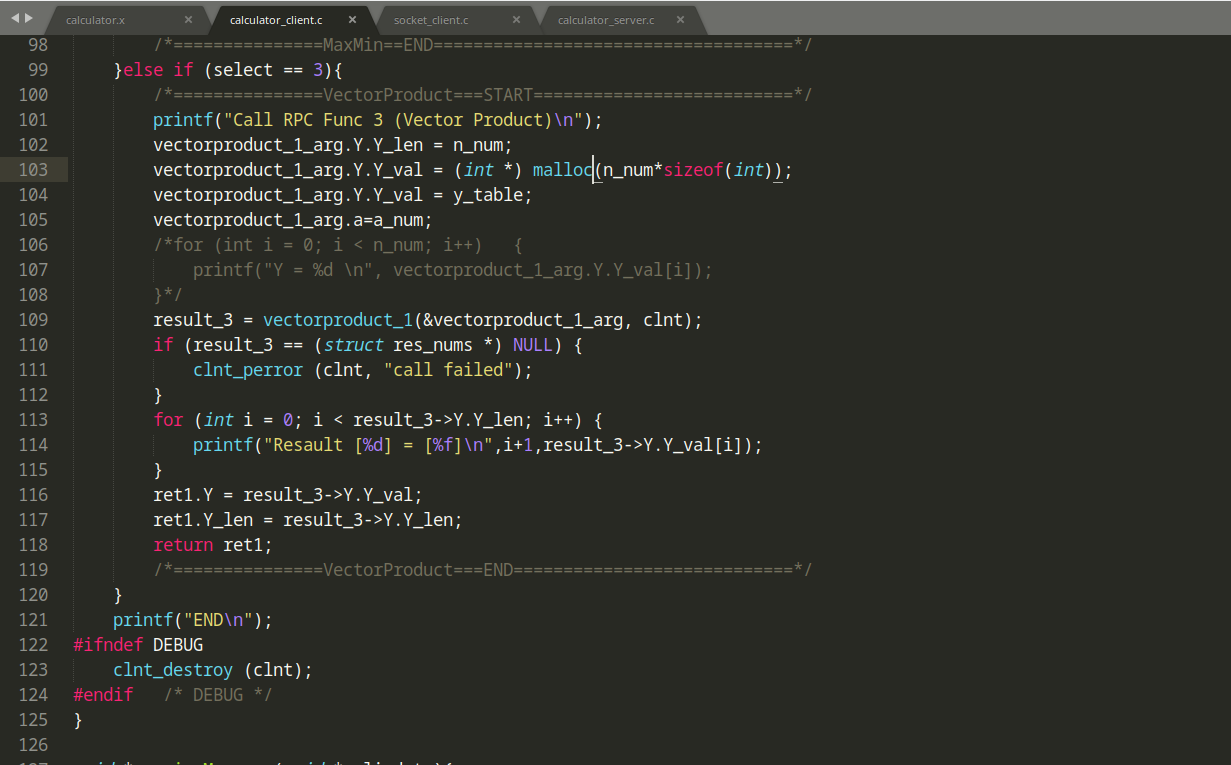 calculator.x × calculator_client.c × socket_client.c × calculator_server.c ×
98 /*===============MaxMin==END====================================*/
99 }else if (select == 3){
100 /*===============VectorProduct===START==========================*/
101 printf("Call RPC Func 3 (Vector Product)\n");
102 vectorproduct_1_arg.Y.Y_len = n_num;
103 vectorproduct_1_arg.Y.Y_val = (int *) malloc(n_num*sizeof(int));
104 vectorproduct_1_arg.Y.Y_val = y_table;
105 vectorproduct_1_arg.a=a_num;
106 /*for (int i = 0; i < n_num; i++)   {
107 printf("Y = %d \n", vectorproduct_1_arg.Y.Y_val[i]);
108 }*/
109 result_3 = vectorproduct_1(&vectorproduct_1_arg, clnt);
110 if (result_3 == (struct res_nums *) NULL) {
111 clnt_perror (clnt, "call failed");
112 }
113 for (int i = 0; i < result_3->Y.Y_len; i++) {
114 printf("Resault [%d] = [%f]\n",i+1,result_3->Y.Y_val[i]);
115 }
116 ret1.Y = result_3->Y.Y_val;
117 ret1.Y_len = result_3->Y.Y_len;
118 return ret1;
119 /*===============VectorProduct===END============================*/
120 }
121 printf("END\n");
122 #ifndef DEBUG
123 clnt_destroy (clnt);
124 #endif   /* DEBUG */
125 }
126